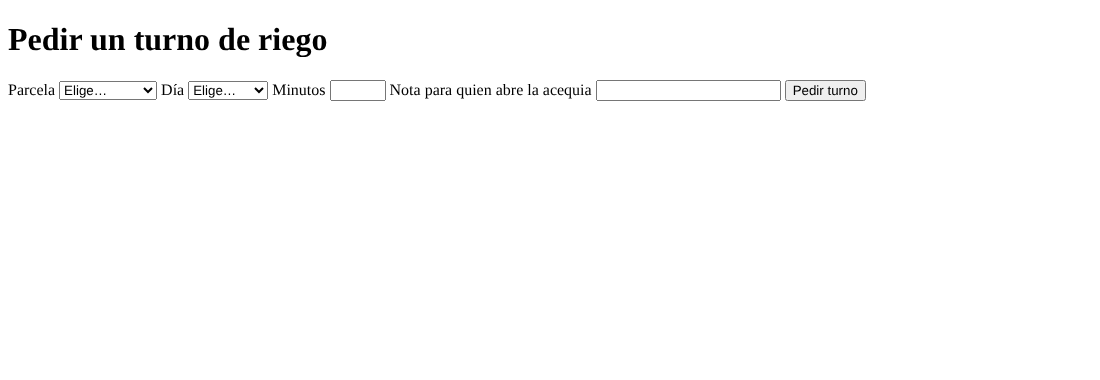 Pedir un turno de riego
Parcela Elige… Día Elige… Minutos Nota para quien abre la acequia Pedir turno